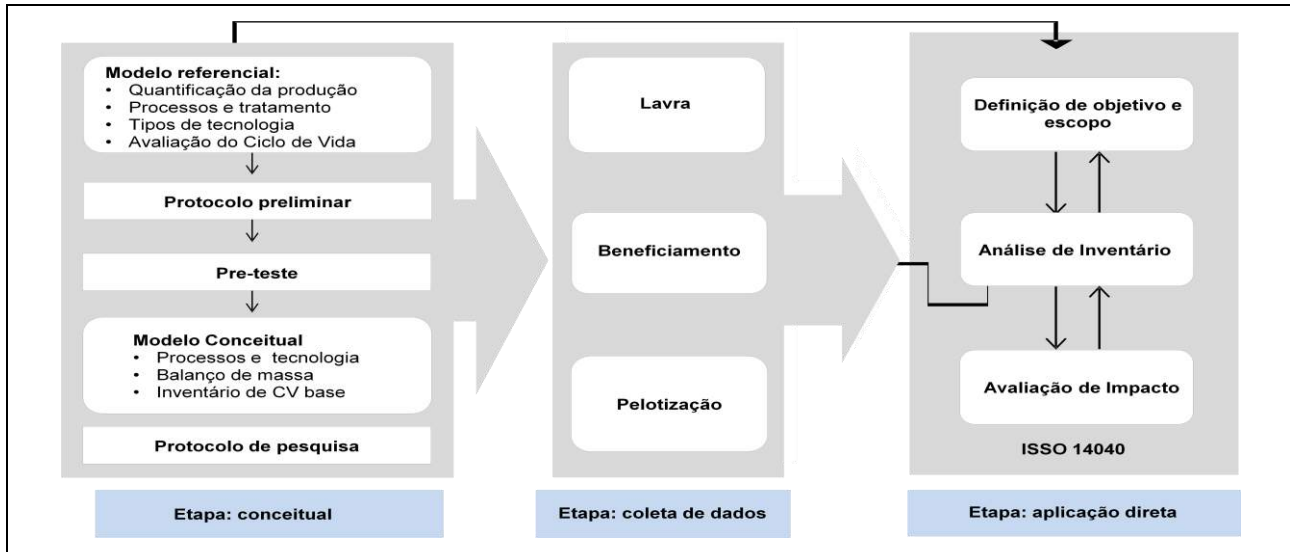 Modelo referencial:
• Quantificação da produção
• Processos e tratamento
• Tipos de tecnologia
• Avaliação do Ciclo de Vida
Protocolo preliminar
Pre-teste
Modelo Conceitual
• Processos e tecnologia
• Balanço de massa
• Inventário de CV base
Protocolo de pesquisa
Etapa: conceitual
Lavra
Beneficiamento
Pelotização
Etapa: coleta de dados
Definição de objetivo e
escopo
Análise de Inventário
Avaliação de Impacto
ISSO 14040
Etapa: aplicação direta